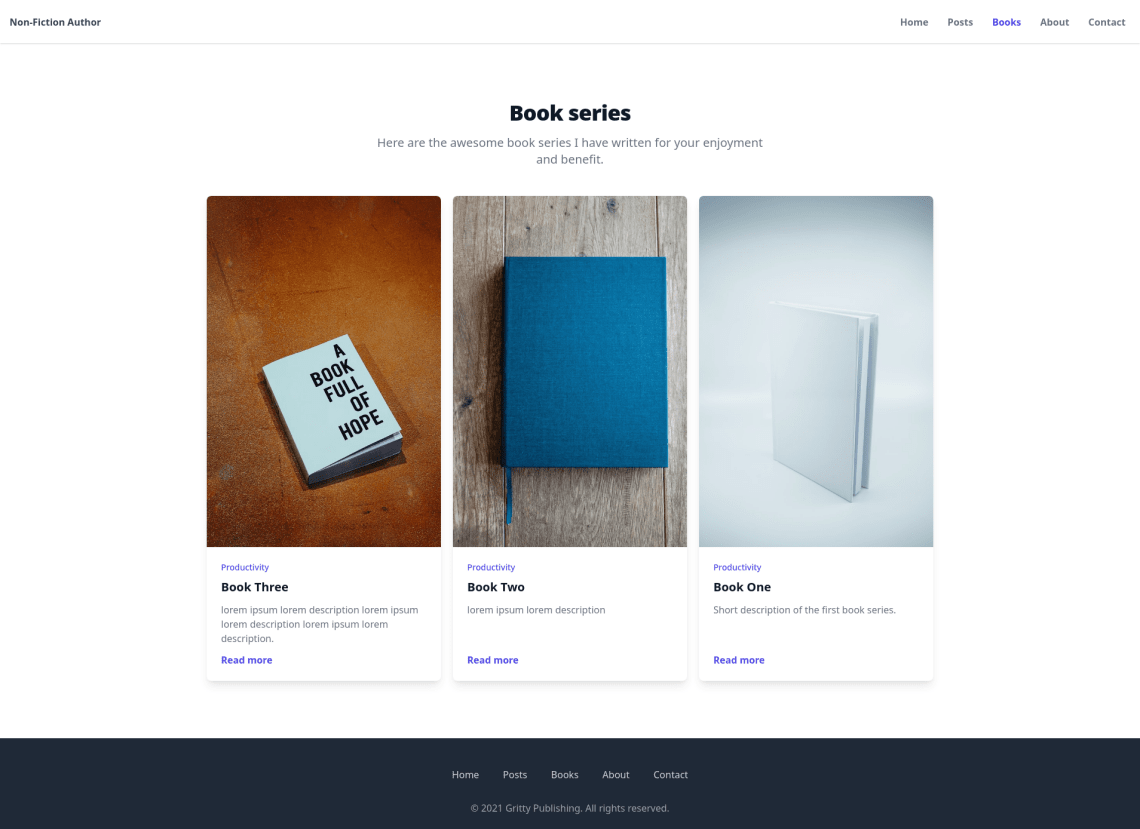 Non-Fiction Author
Home Posts Books About Contact
Book series
Here are the awesome book series I have written for your enjoyment
and benefit.
A
BOOK
FULL
OF
HOPE
Productivity
Book Three
lorem ipsum lorem description lorem ipsum
lorem description lorem ipsum lorem
description.
Read more
Productivity
Book Two
lorem ipsum lorem description
Read more
Productivity
Book One
Short description of the first book series.
Read more
Home Posts Books About Contact
© 2021 Gritty Publishing. All rights reserved.